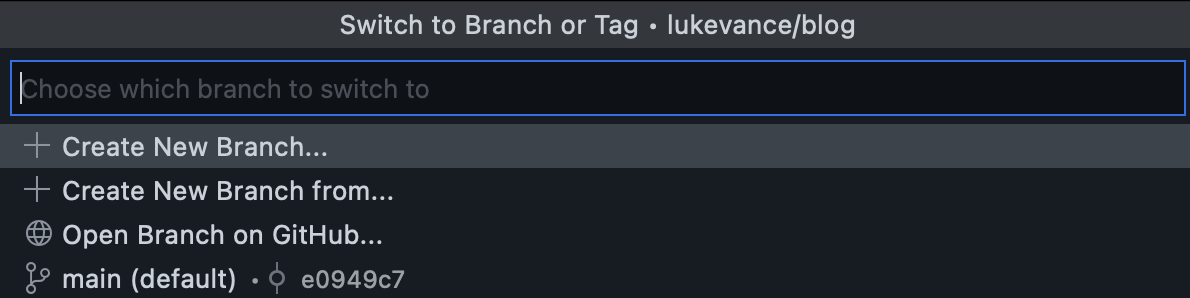 Switch to Branch or Tag • lukevance/blog
Choose which branch to switch to
Create New Branch...
Create New Branch from...
Open Branch on GitHub...
main (default) • e0949c7